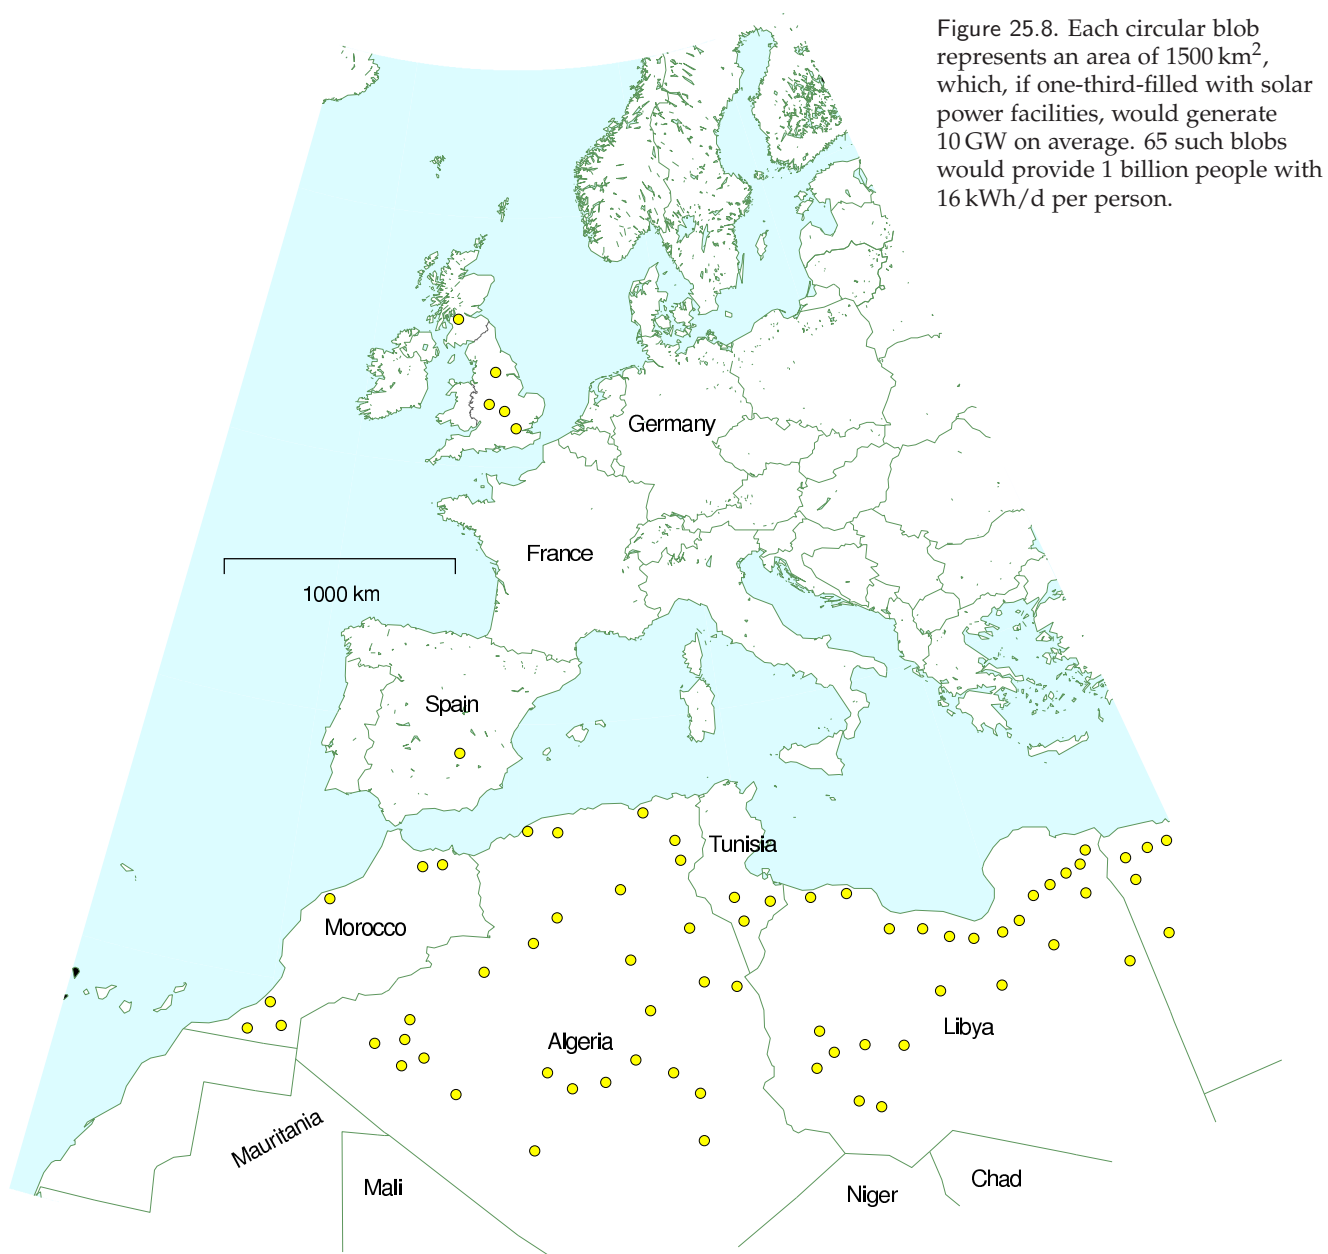 Figure 25.8. Each circular blob
represents an area of 1500 km²,
which, if one-third-filled with solar
power facilities, would generate
10 GW on average. 65 such blobs
would provide 1 billion people with
16 kWh/d per person.
Germany
France
1000 km
Spain
Tunisia
Morocco
Algeria
Libya
Mauritania
Mali
Niger
Chad